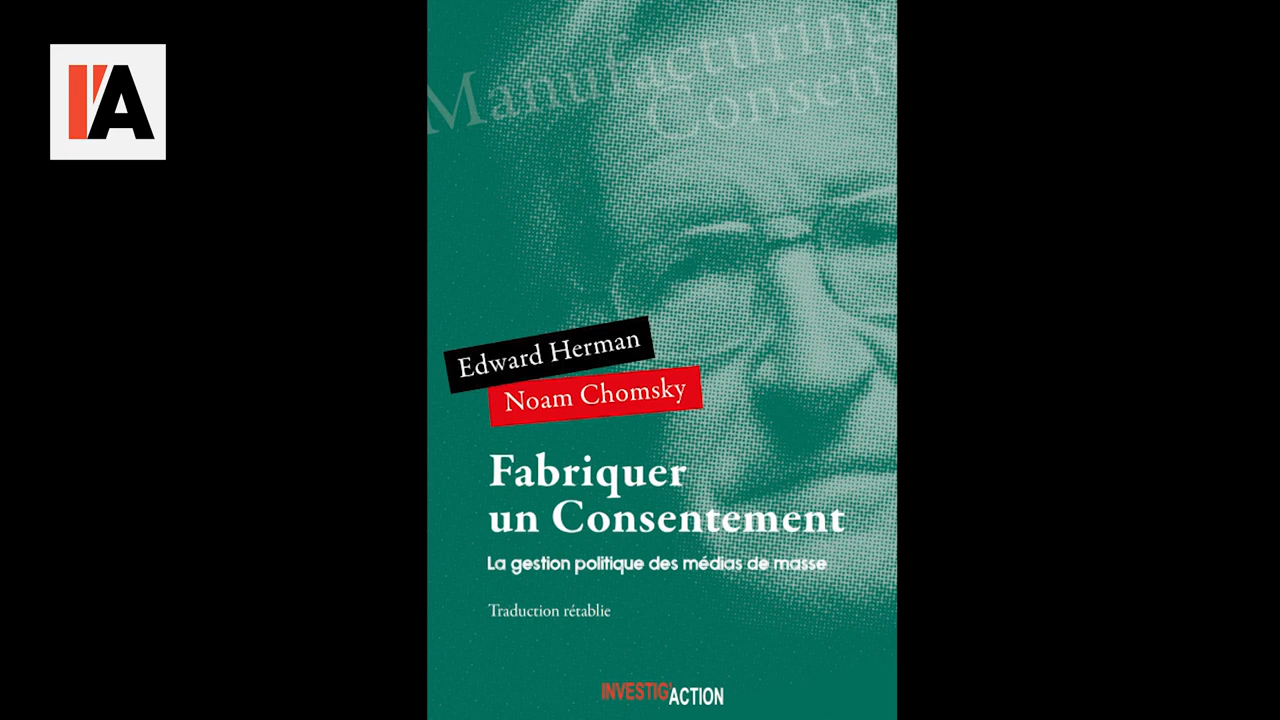 I'A
Manufacturing
Consent
Edward Herman
Noam Chomsky
Fabriquer
un Consentement
La gestion politique des médias de masse
Traduction rétablie
INVESTIG'ACTION